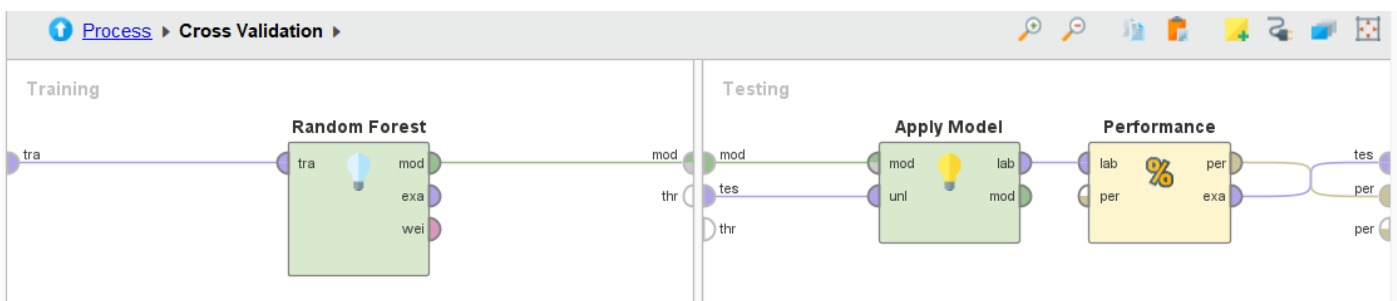 Process Cross Validation
Training
Testing
Random Forest
Apply Model
Performance
tra
tra
mod
mod
mod
mod
lab
lab
per
tes
exa
thr
tes
unl
mod
per
exa
per
wei
thr
per